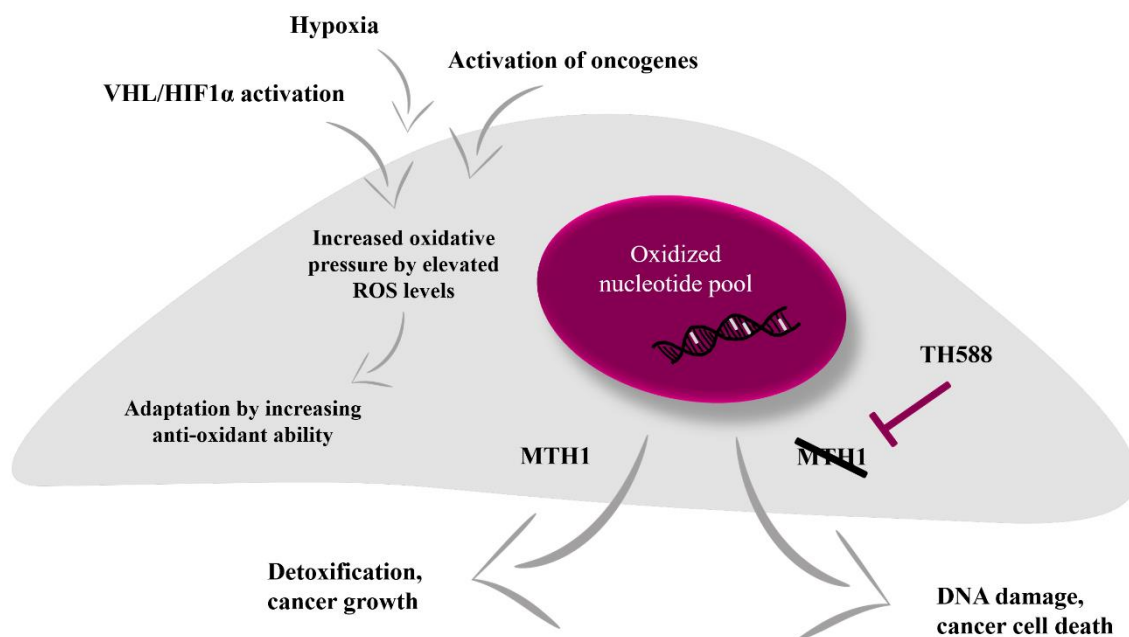 Hypoxia
Activation of oncogenes
VHL/HIF1α activation
Increased oxidative
pressure by elevated
ROS levels
Oxidized
nucleotide pool
TH588
Adaptation by increasing
anti-oxidant ability
MTH1
MTH1
Detoxification,
cancer growth
DNA damage,
cancer cell death